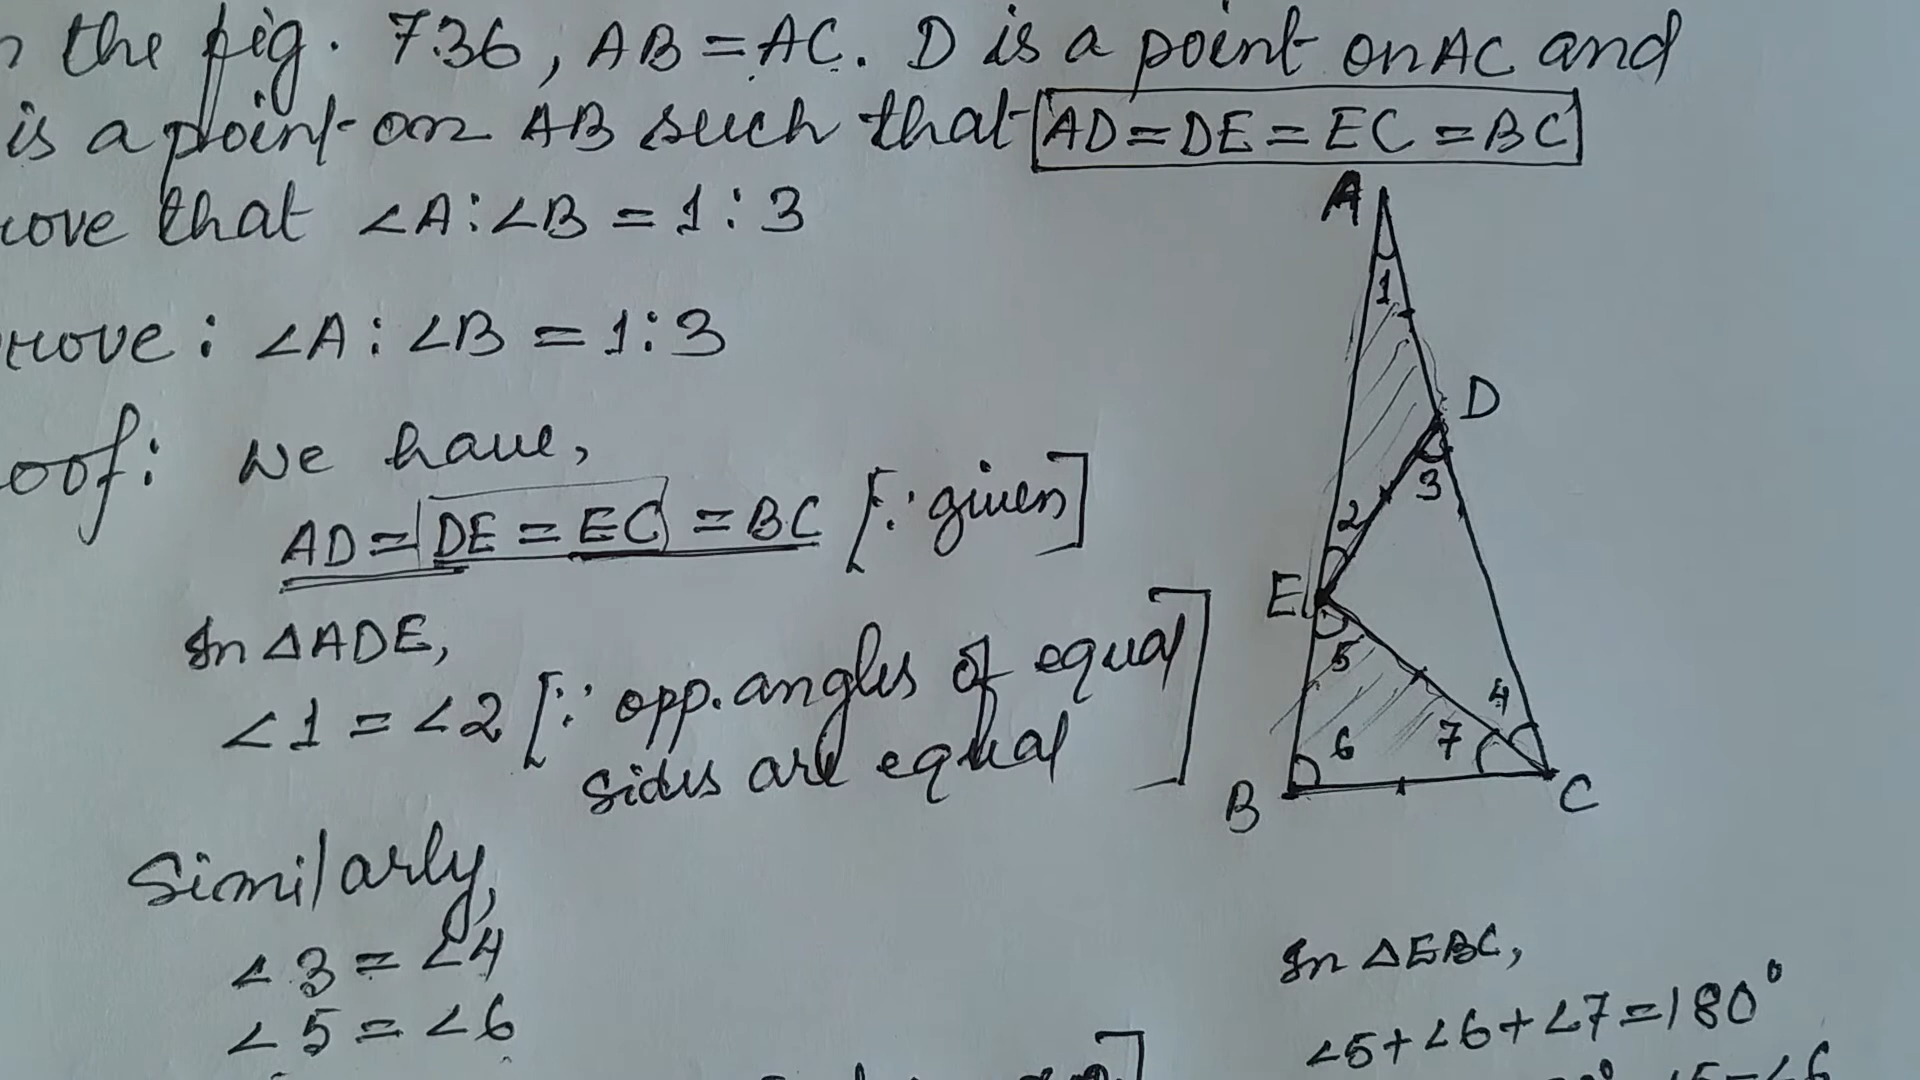 the fig. 7.36, AB = AC. D is a point on AC and
is a point on AB such that AD = DE = EC = BC
that ∠A : ∠B = 1 : 3
∠A : ∠B = 1 : 3
We have,
AD = DE = EC = BC [∵ given]
In △ADE,
∠1 = ∠2 [∵ opp. angles of equal
sides are equal]
Similarly,
∠3 = ∠4
∠5 = ∠6
A
1
D
3
2
E
5
4
6
7
B
C
In △EBC,
∠5 + ∠6 + ∠7 = 180°